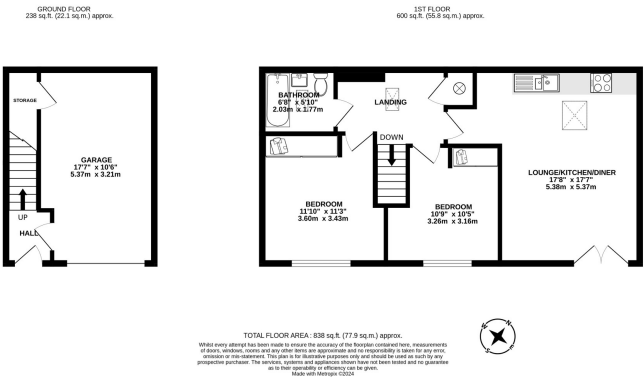 GROUND FLOOR
238 sq.ft. (22.1 sq.m.) approx.
1ST FLOOR
600 sq.ft. (55.8 sq.m.) approx.
STORAGE
GARAGE
17'7" x 10'6"
5.37m x 3.21m
UP
HALL
BATHROOM
6'8" x 5'10"
2.03m x 1.77m
LANDING
DOWN
BEDROOM
11'10" x 11'3"
3.60m x 3.43m
BEDROOM
10'9" x 10'5"
3.26m x 3.16m
LOUNGE/KITCHEN/DINER
17'8" x 17'7"
5.38m x 5.37m
TOTAL FLOOR AREA : 838 sq.ft. (77.9 sq.m.) approx.
Whilst every attempt has been made to ensure the accuracy of the floorplan contained here, measurements
of doors, windows, rooms and any other items are approximate and no responsibility is taken for any error,
omission or mis-statement. This plan is for illustrative purposes only and should be used as such by any
prospective purchaser. The services, systems and appliances shown have not been tested and no guarantee
as to their operability or efficiency can be given.
Made with Metropix ©2024
N
E
S
W